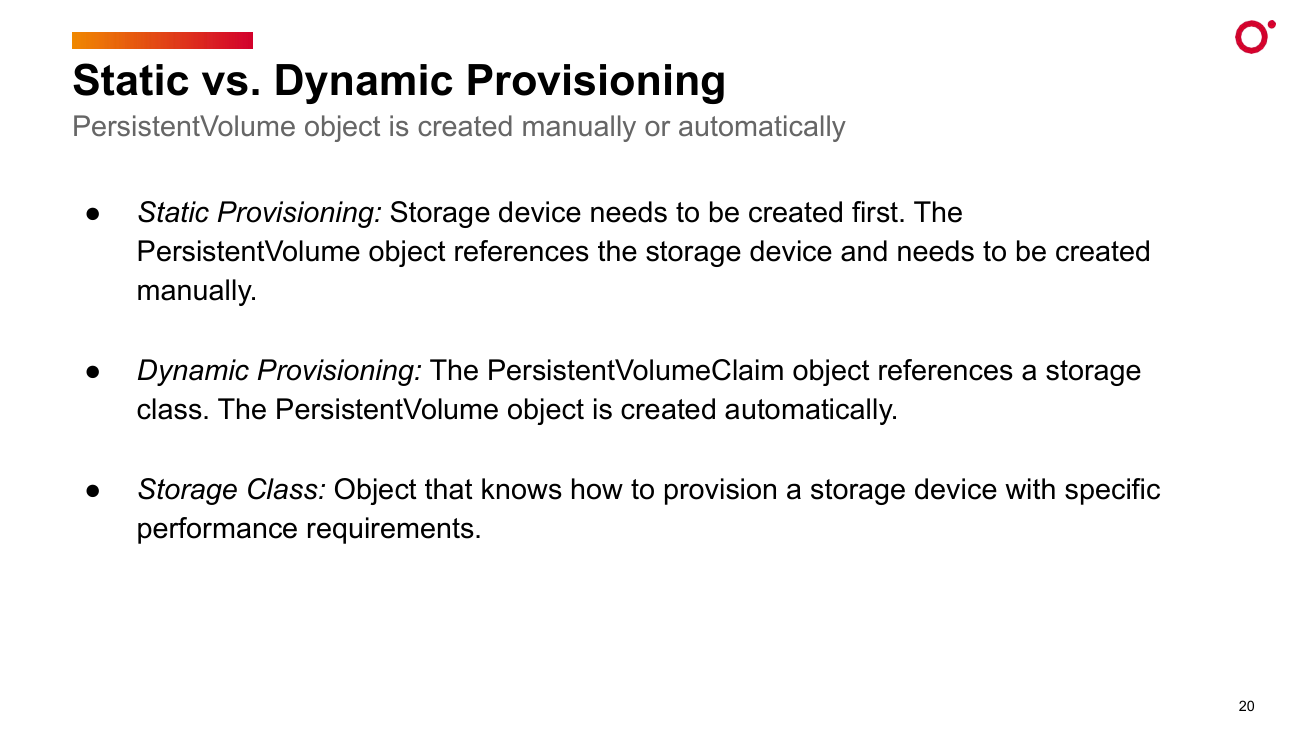 Static vs. Dynamic Provisioning
PersistentVolume object is created manually or automatically
● Static Provisioning: Storage device needs to be created first. The
PersistentVolume object references the storage device and needs to be created
manually.
● Dynamic Provisioning: The PersistentVolumeClaim object references a storage
class. The PersistentVolume object is created automatically.
● Storage Class: Object that knows how to provision a storage device with specific
performance requirements.
20